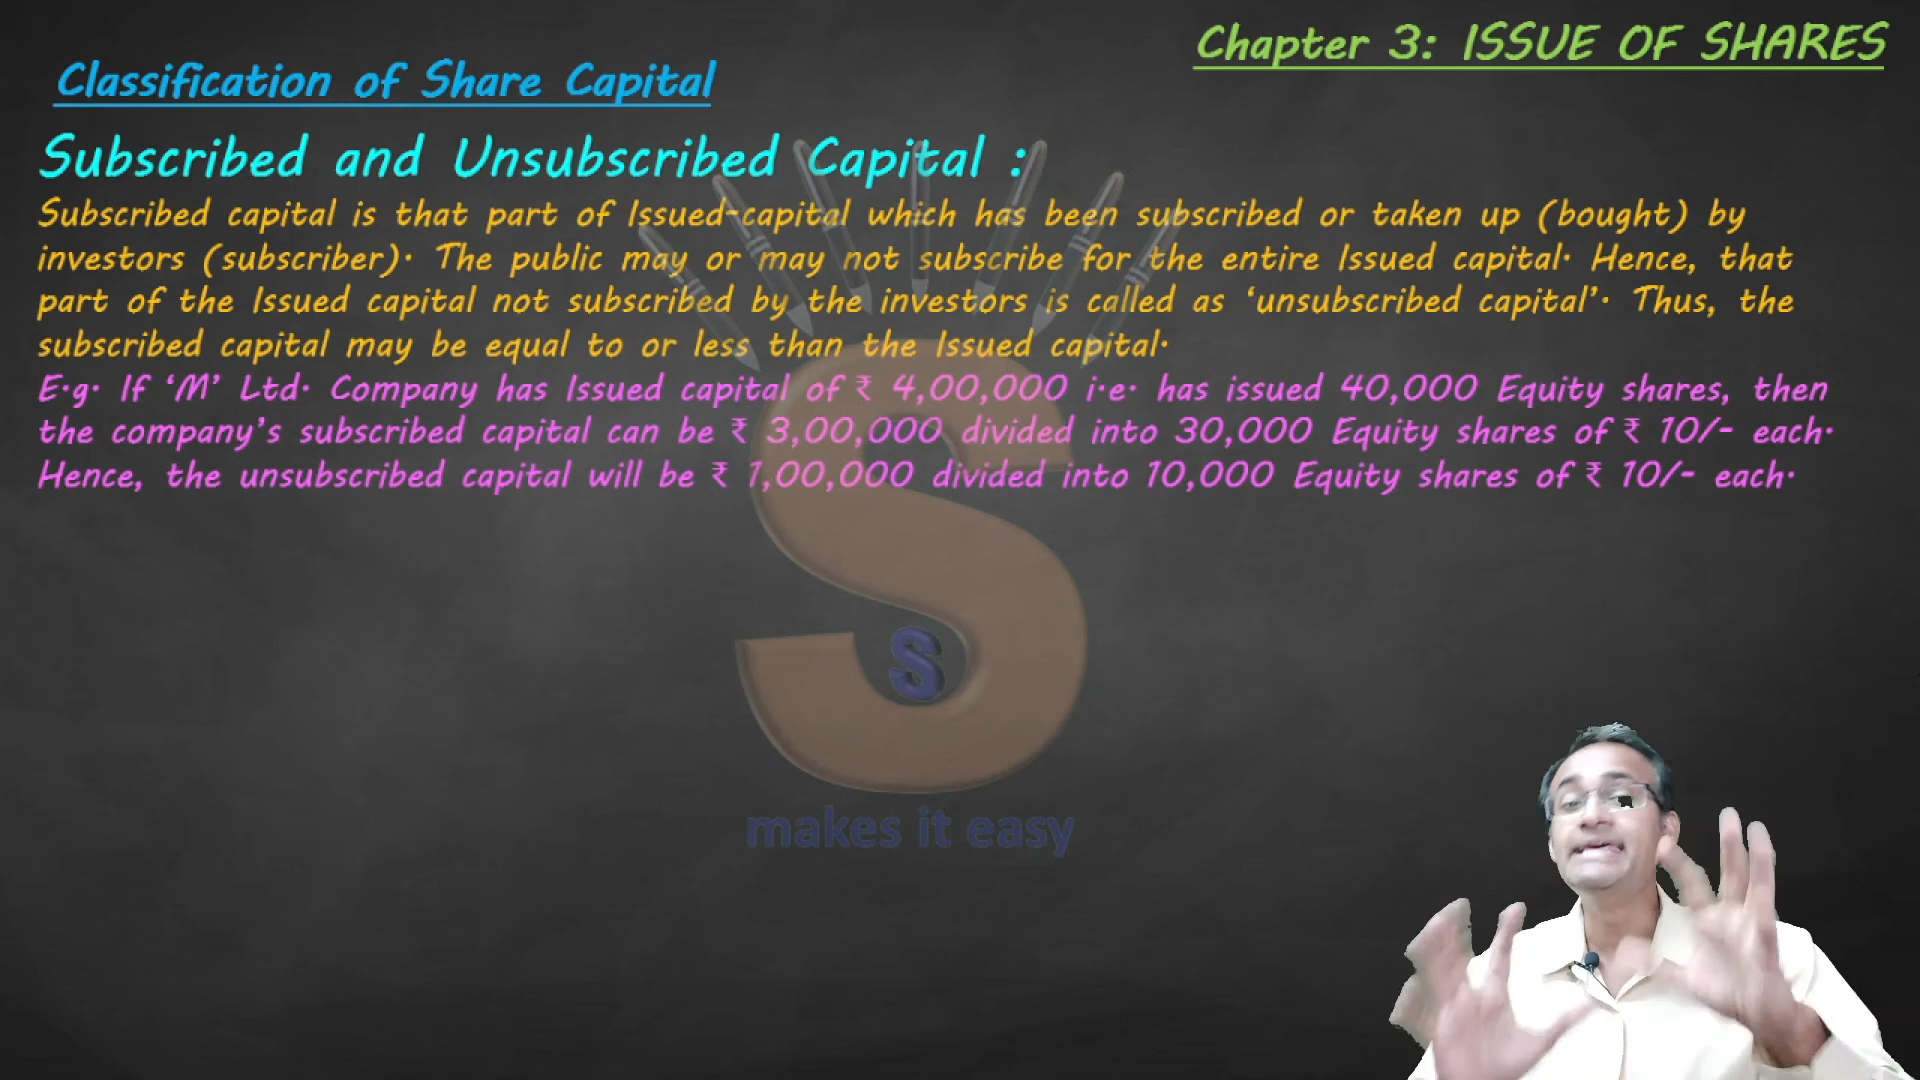 Chapter 3: ISSUE OF SHARES
Classification of Share Capital
Subscribed and Unsubscribed Capital :
Subscribed capital is that part of Issued-capital which has been subscribed or taken up (bought) by
investors (subscriber). The public may or may not subscribe for the entire Issued capital. Hence, that
part of the Issued capital not subscribed by the investors is called as ‘unsubscribed capital’. Thus, the
subscribed capital may be equal to or less than the Issued capital.
E.g. If ‘M’ Ltd. Company has Issued capital of ₹ 4,00,000 i.e. has issued 40,000 Equity shares, then
the company’s subscribed capital can be ₹ 3,00,000 divided into 30,000 Equity shares of ₹ 10/- each.
Hence, the unsubscribed capital will be ₹ 1,00,000 divided into 10,000 Equity shares of ₹ 10/- each.
S
S
makes it easy